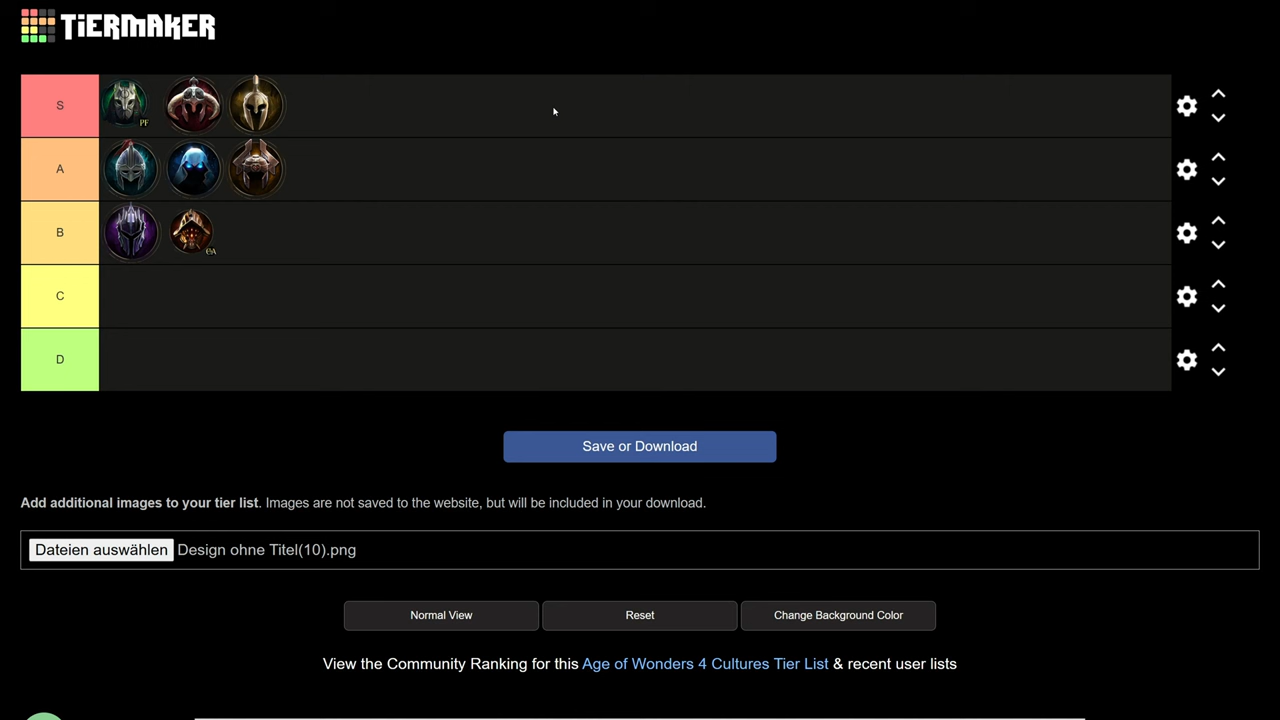 TiERMAKER
S
PF
A
B
CA
C
D
Save or Download
Add additional images to your tier list. Images are not saved to the website, but will be included in your download.
Dateien auswählen Design ohne Titel(10).png
Normal View
Reset
Change Background Color
View the Community Ranking for this Age of Wonders 4 Cultures Tier List & recent user lists